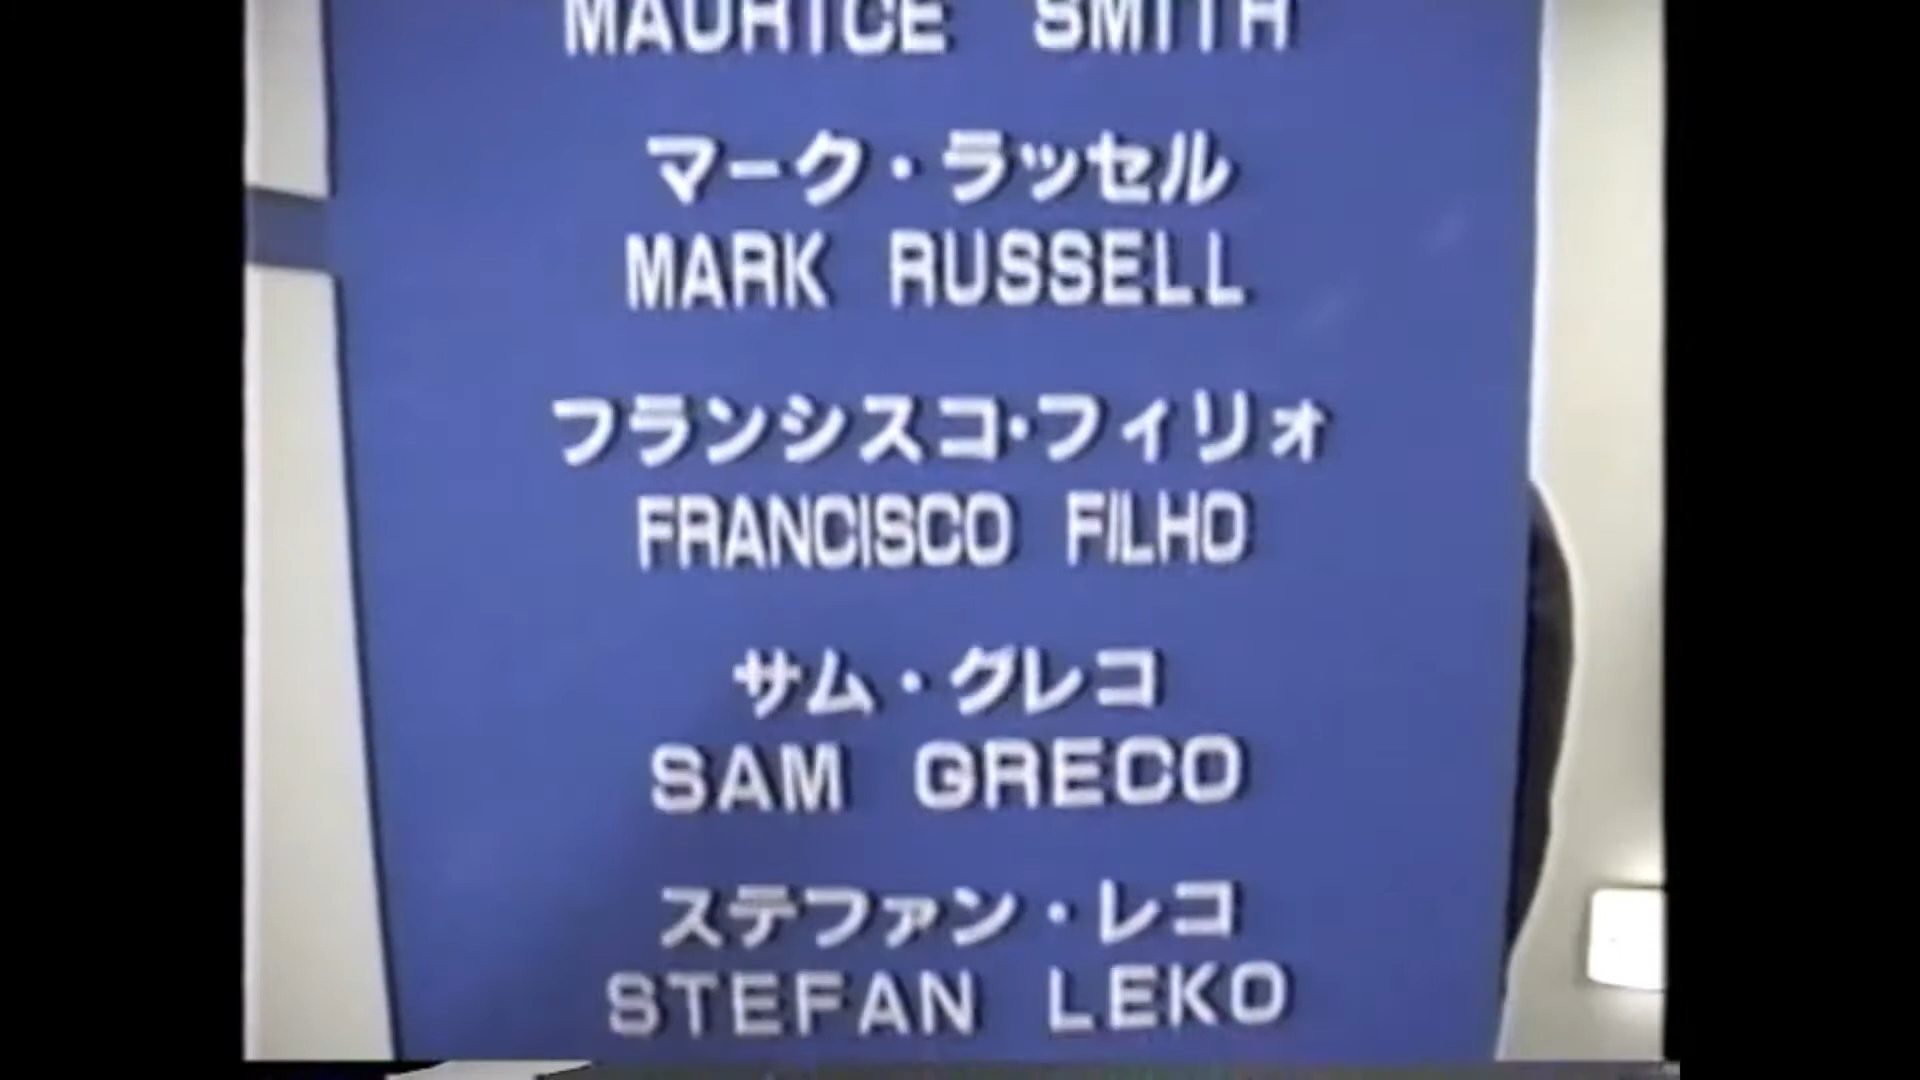 MAURICE SMITH
マーク・ラッセル
MARK RUSSELL
フランシスコ・フィリォ
FRANCISCO FILHO
サム・グレコ
SAM GRECO
ステファン・レコ
STEFAN LEKO